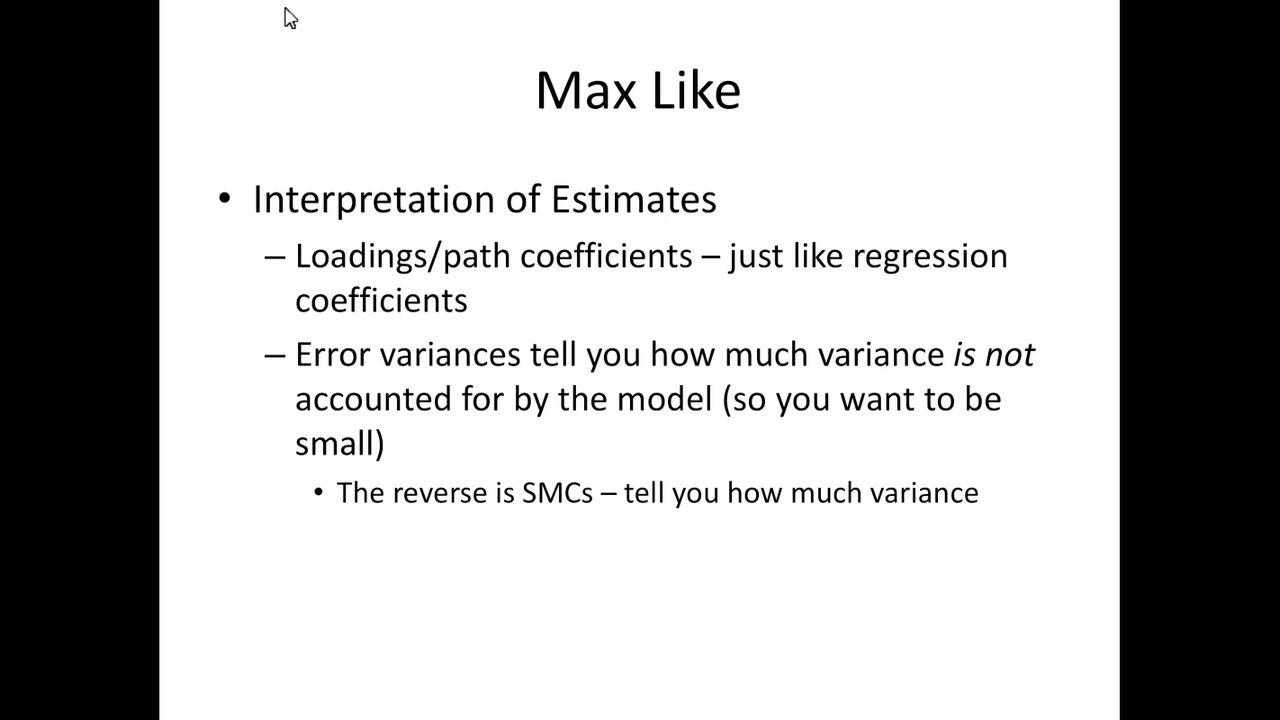 Max Like
• Interpretation of Estimates
– Loadings/path coefficients – just like regression
coefficients
– Error variances tell you how much variance is not
accounted for by the model (so you want to be
small)
• The reverse is SMCs – tell you how much variance